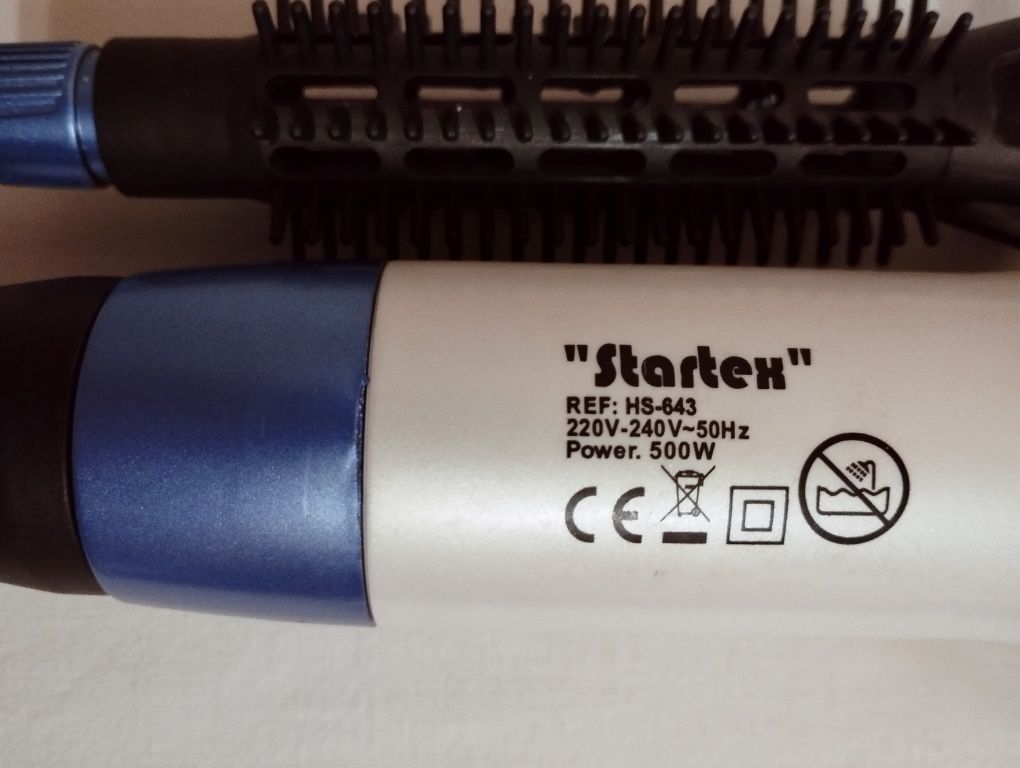 "Startex"
REF: HS-643
220V-240V~50Hz
Power. 500W
CE